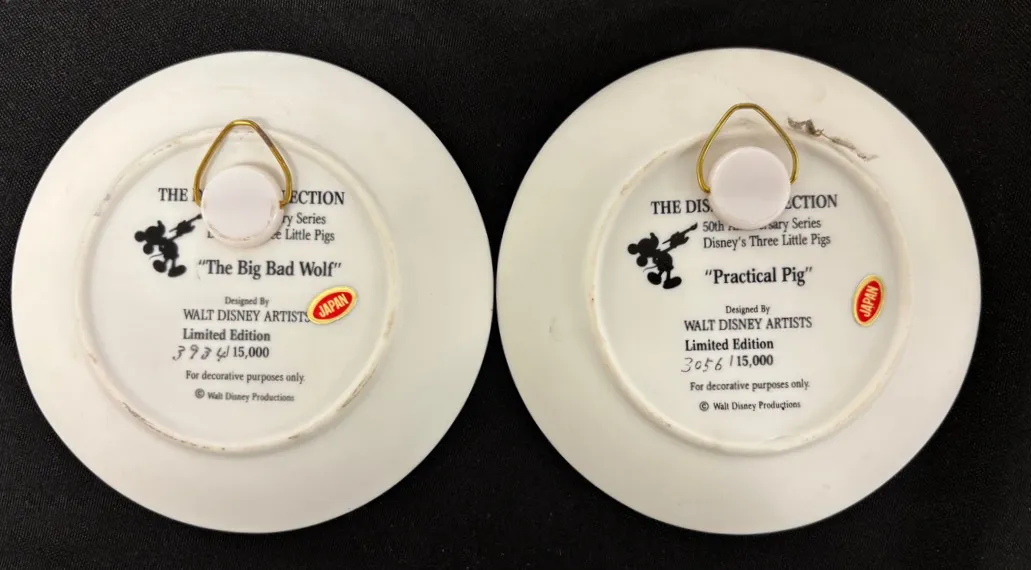 THE ECTION
ry Series
ee Little Pigs
"The Big Bad Wolf"
JAPAN
Designed By
WALT DISNEY ARTISTS
Limited Edition
3934/15,000
For decorative purposes only.
© Walt Disney Productions
THE DIS ECTION
50th A sary Series
Disney's Three Little Pigs
"Practical Pig"
JAPAN
Designed By
WALT DISNEY ARTISTS
Limited Edition
3056/15,000
For decorative purposes only.
© Walt Disney Productions